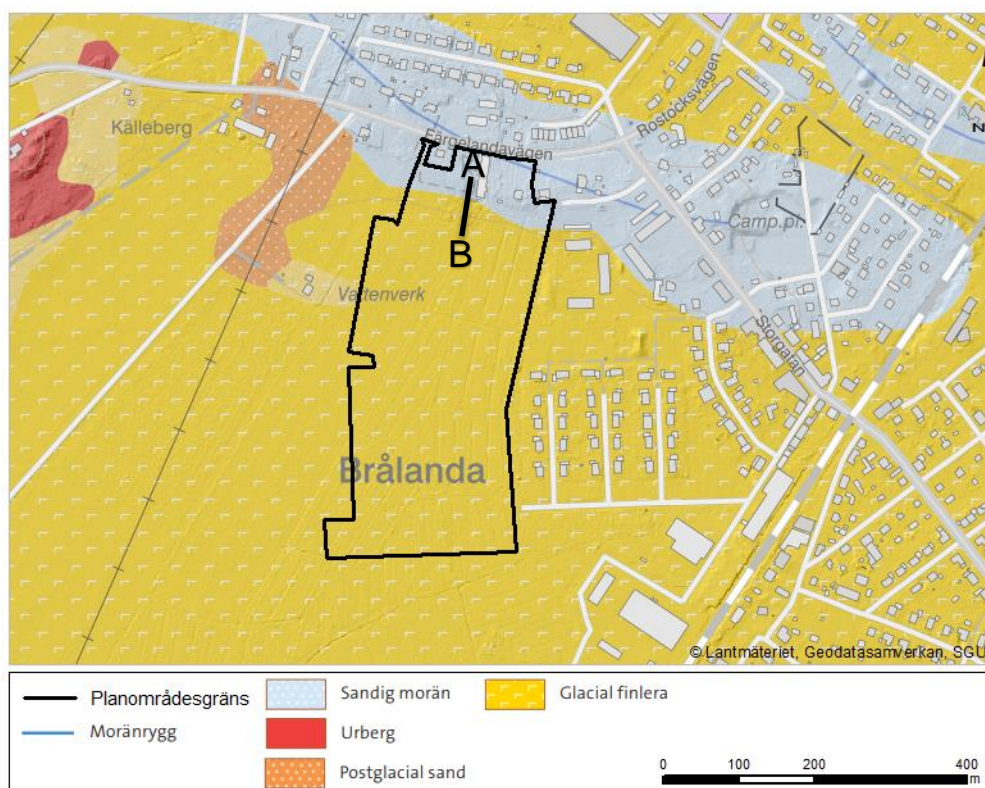 Källeberg
Färgelandavägen
Rostocksvägen
A
Camp.pl.
B
Vattenverk
Storgatan
Brålanda
© Lantmäteriet, Geodatasamverkan, SGU
Planområdesgräns
Sandig morän
Glacial finlera
Moränrygg
Urberg
Postglacial sand
0 100 200 400
m